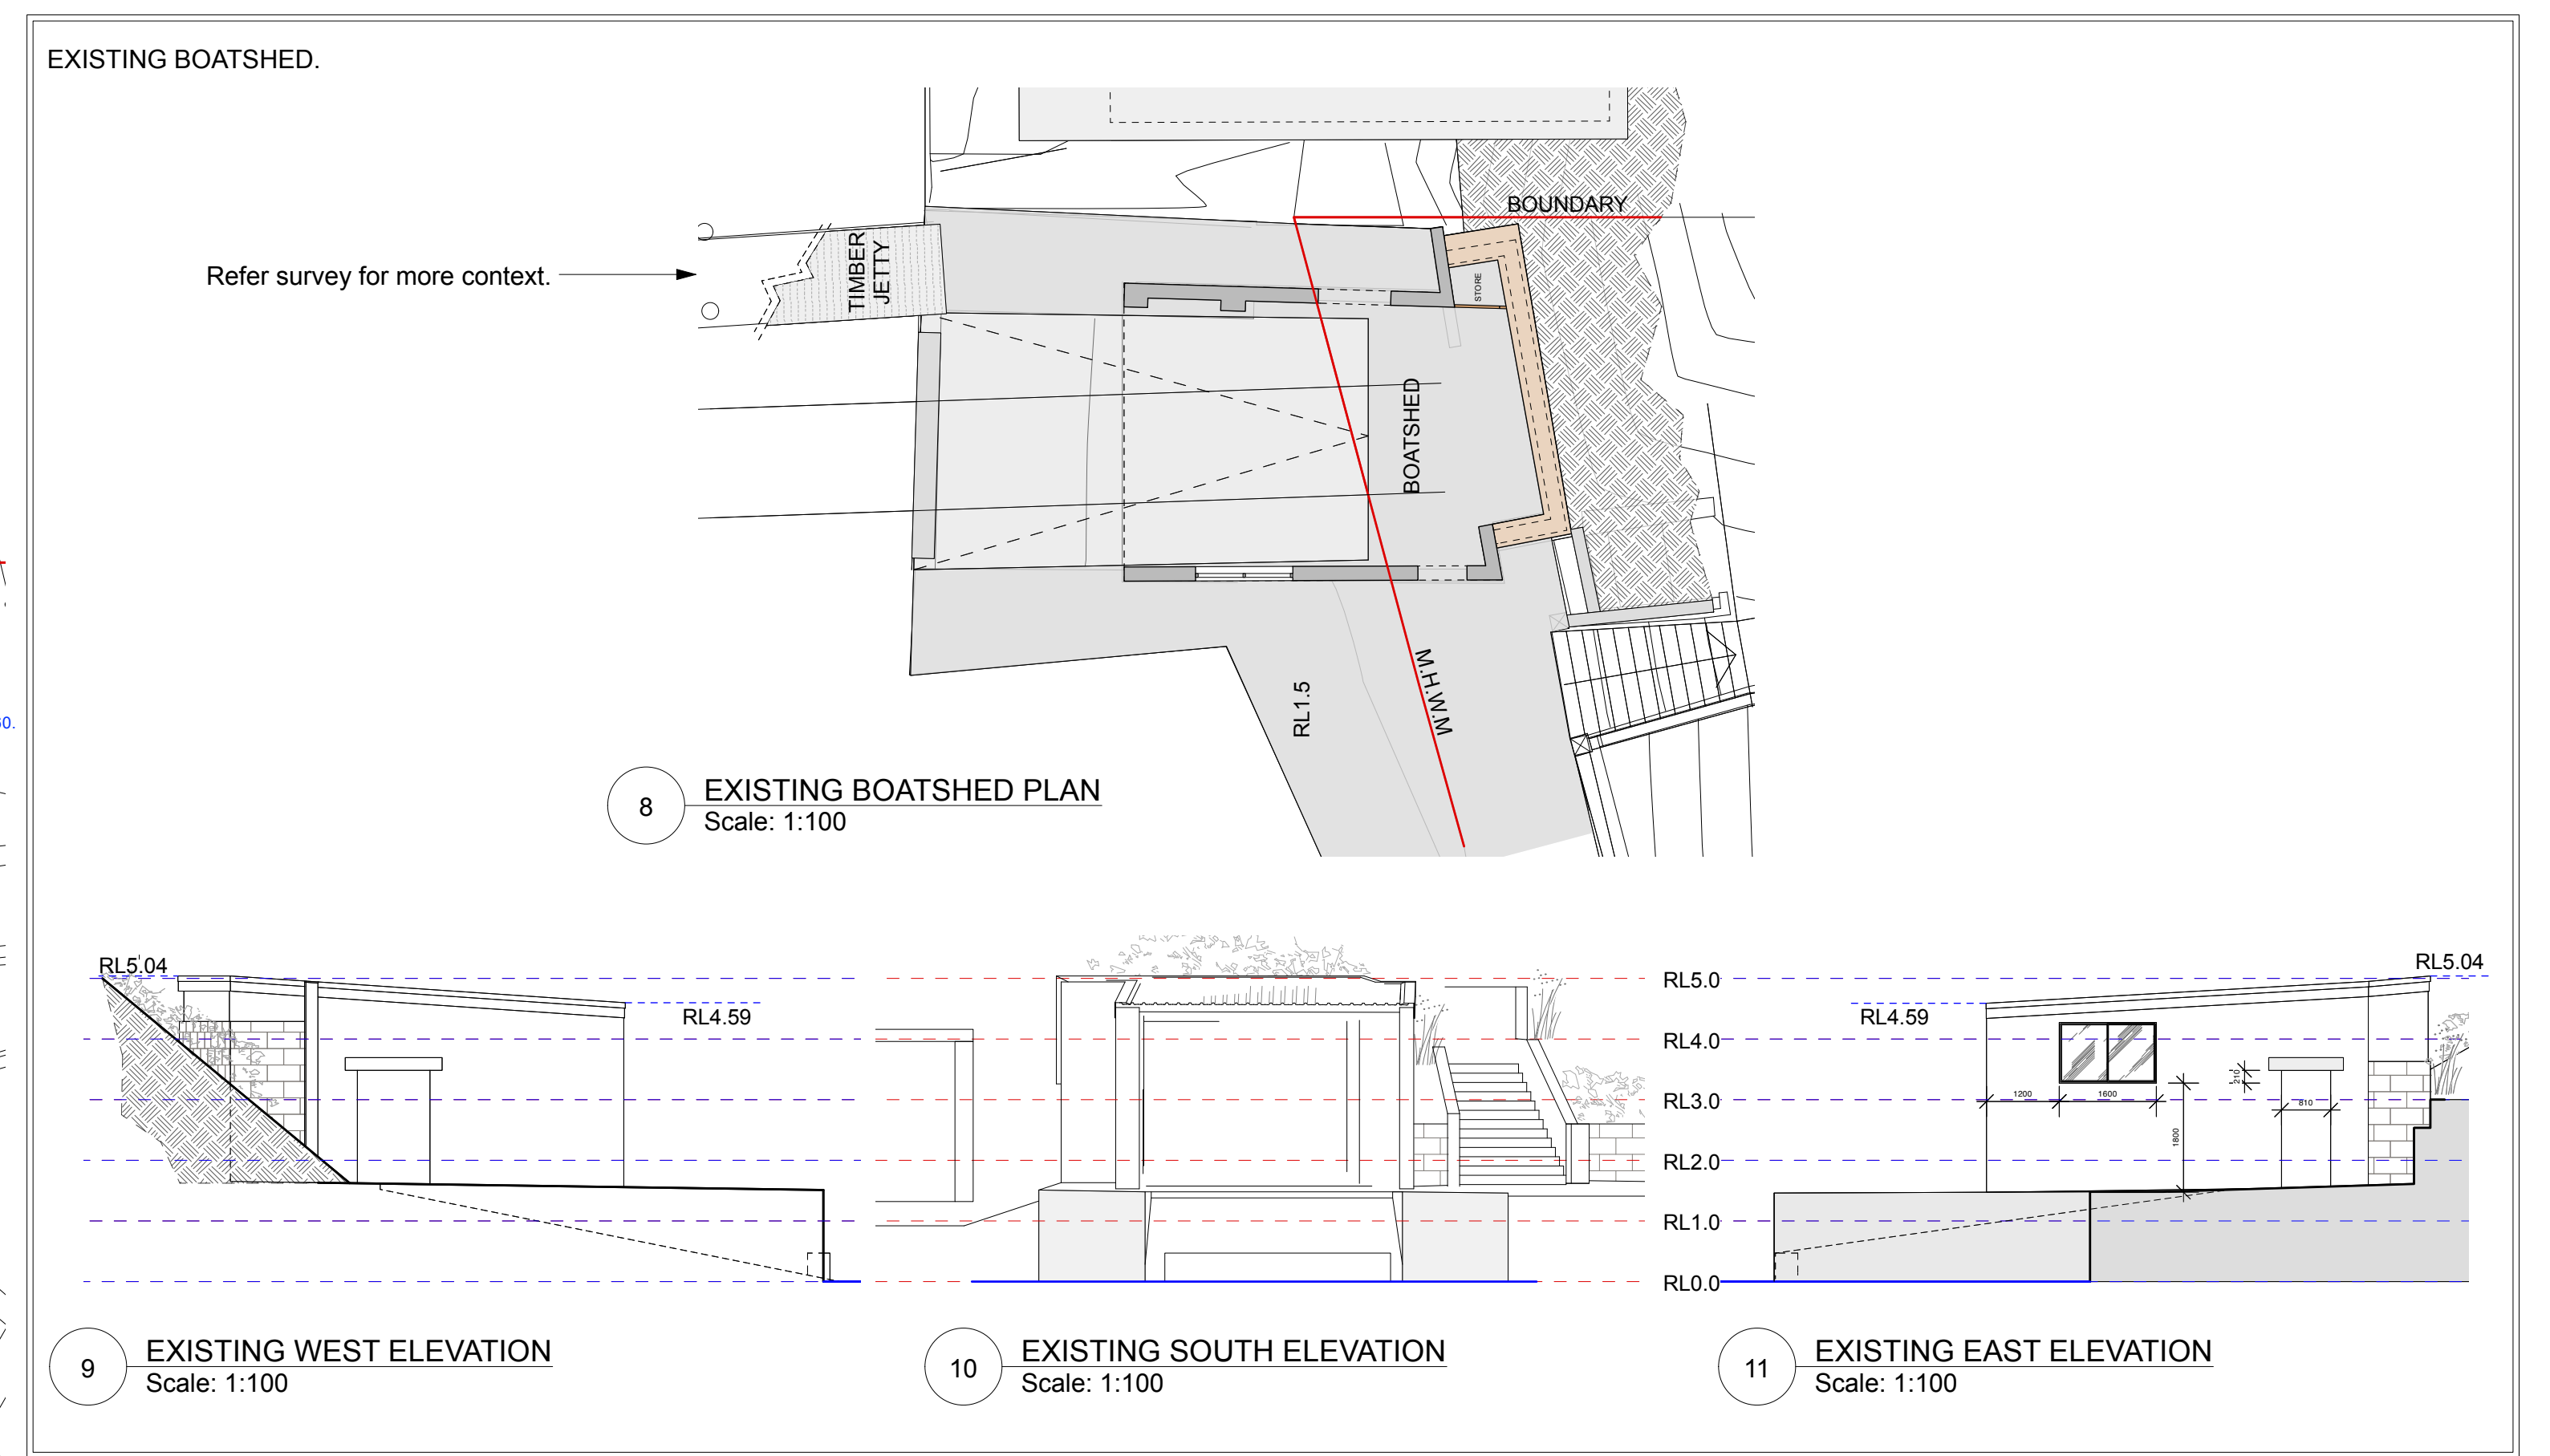 EXISTING BOATSHED.
BOUNDARY
TIMBER
JETTY
STORE
Refer survey for more context.
BOATSHED
M.H.W.M
RL1.5
8
EXISTING BOATSHED PLAN
Scale: 1:100
RL5.04
RL4.59
RL5.0
RL4.0
RL3.0
RL2.0
RL1.0
RL0.0
RL5.04
RL4.59
1200
1600
1800
210
810
9
EXISTING WEST ELEVATION
Scale: 1:100
10
EXISTING SOUTH ELEVATION
Scale: 1:100
11
EXISTING EAST ELEVATION
Scale: 1:100